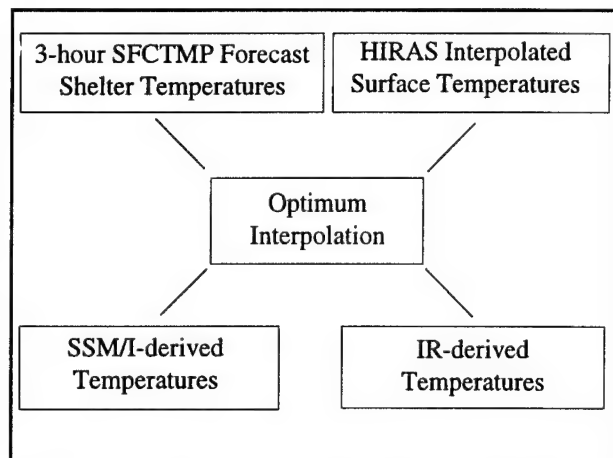 3-hour SFCTMP Forecast
Shelter Temperatures
HIRAS Interpolated
Surface Temperatures
Optimum
Interpolation
SSM/I-derived
Temperatures
IR-derived
Temperatures